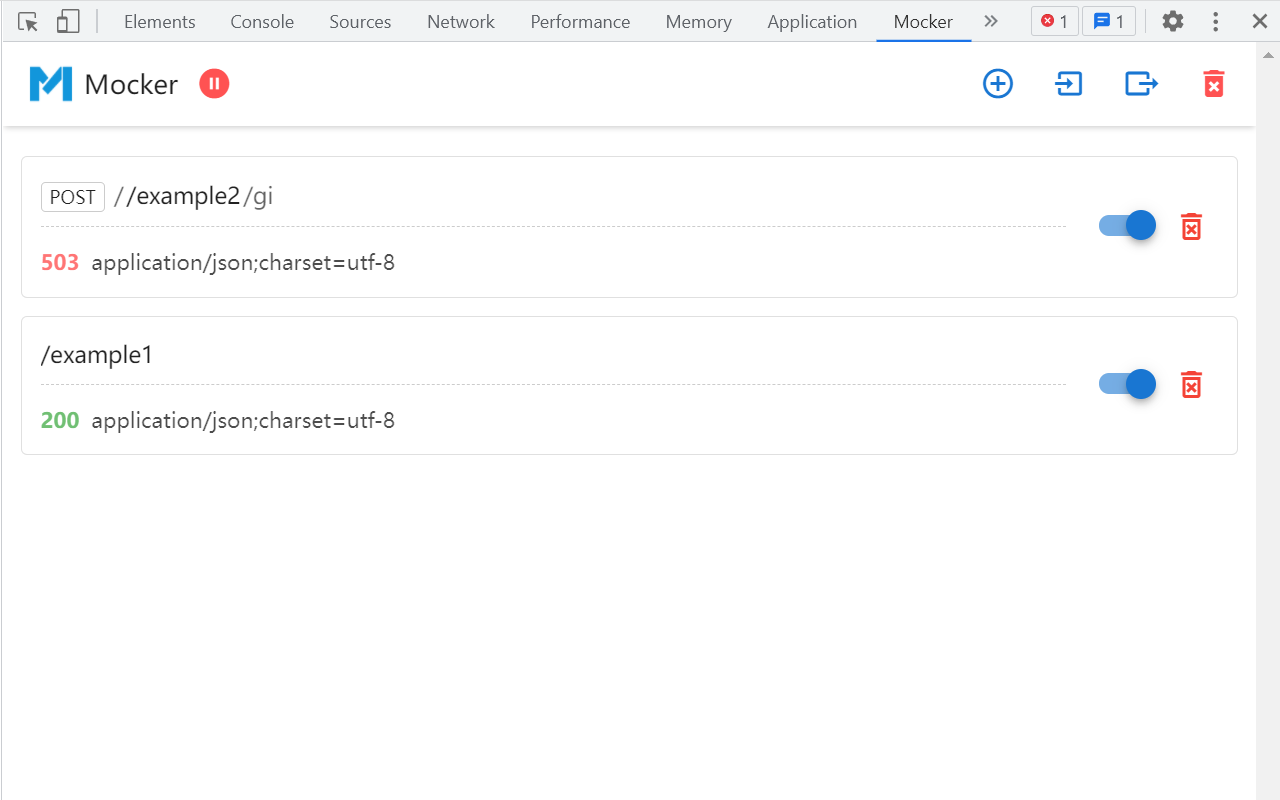 Elements Console Sources Network Performance Memory Application Mocker 1 1
Mocker
POST //example2/gi
503 application/json;charset=utf-8
/example1
200 application/json;charset=utf-8